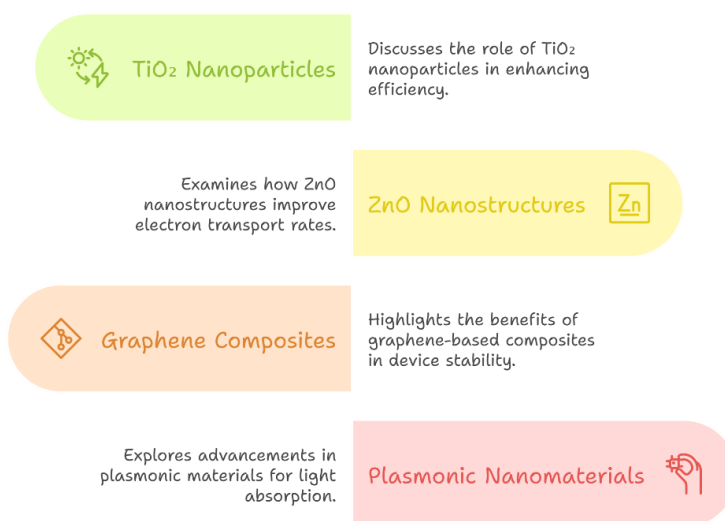 TiO₂ Nanoparticles
Discusses the role of TiO₂
nanoparticles in enhancing
efficiency.
Examines how ZnO
nanostructures improve
electron transport rates.
ZnO Nanostructures
Zn
Graphene Composites
Highlights the benefits of
graphene-based composites
in device stability.
Explores advancements in
plasmonic materials for light
absorption.
Plasmonic Nanomaterials